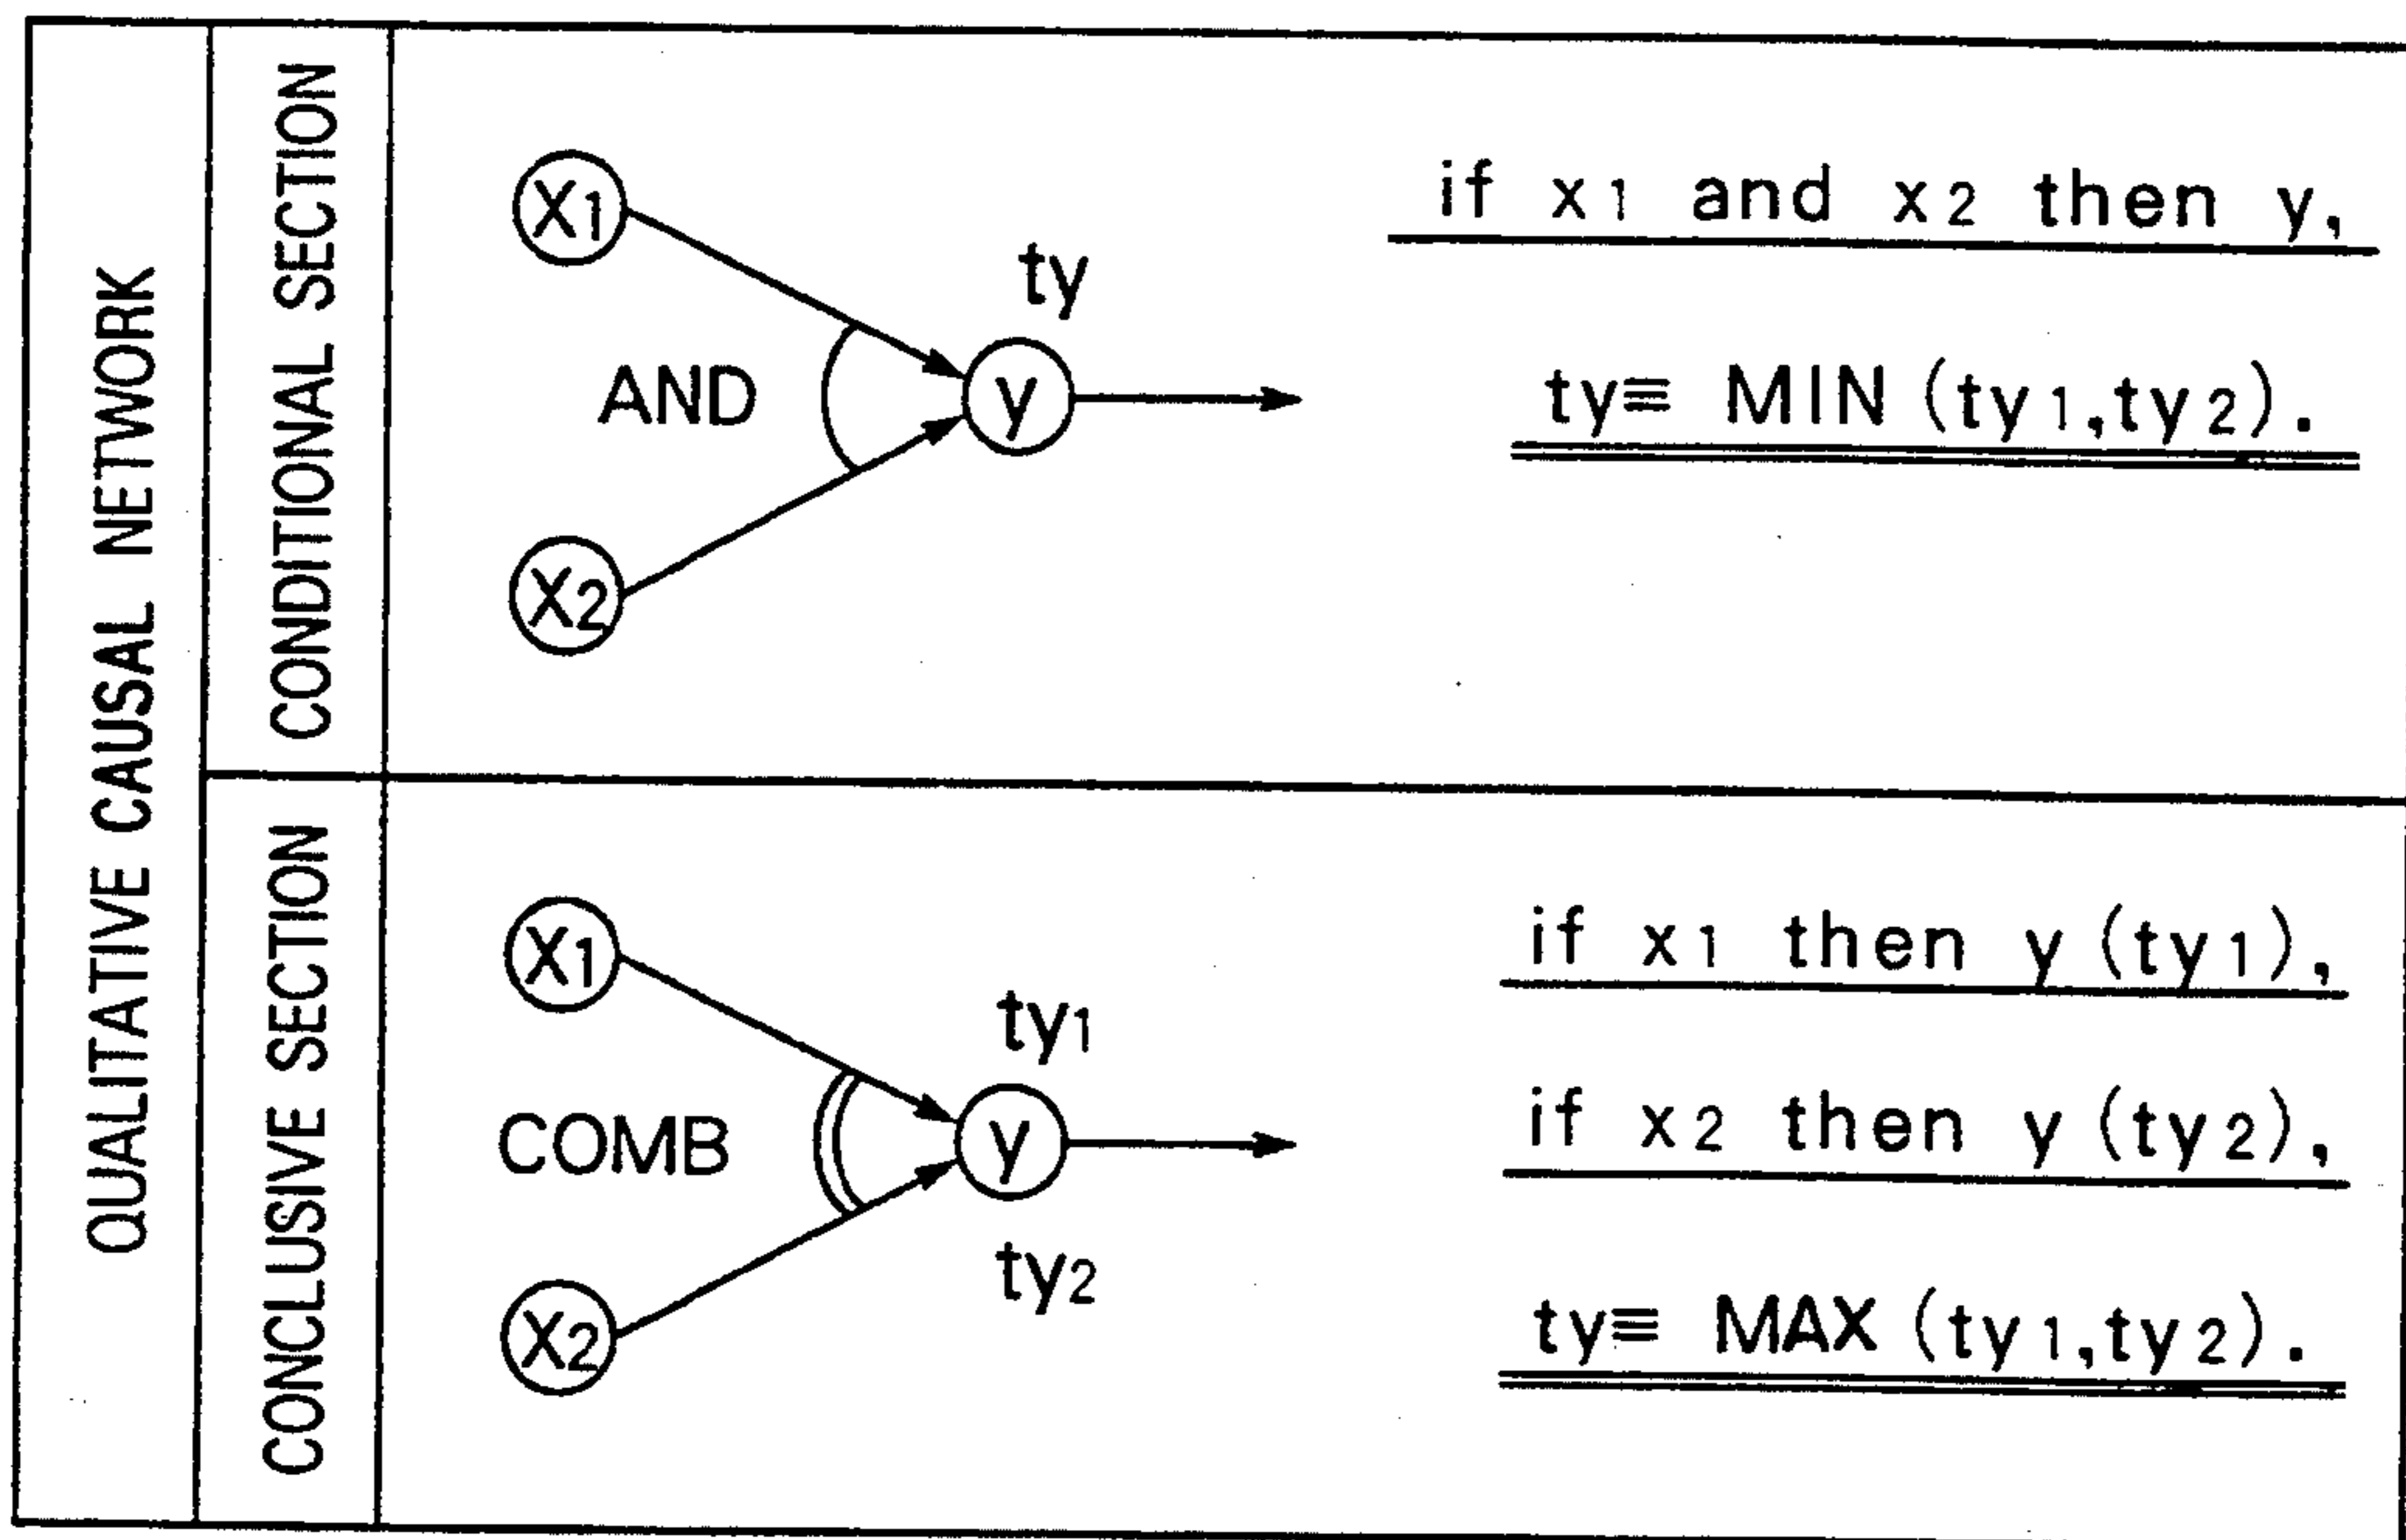 QUALITATIVE CAUSAL NETWORK
CONDITIONAL SECTION
X1
if x1 and x2 then y,
ty
AND
y
ty≡ MIN (ty1,ty2).
X2
CONCLUSIVE SECTION
X1
if x1 then y (ty1),
ty1
COMB
y
if x2 then y (ty2),
ty2
X2
ty≡ MAX (ty1,ty2).